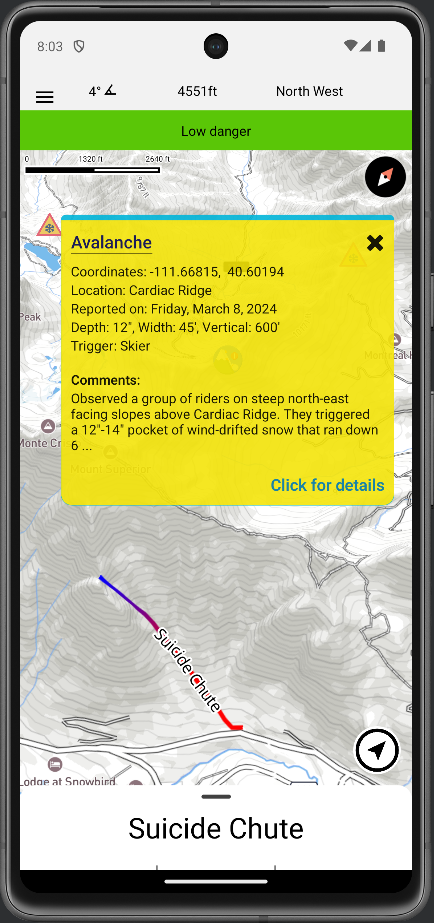 8:03
4° 4551ft North West
Low danger
0 1320 ft 2640 ft
Avalanche
Coordinates: -111.66815, 40.60194
Location: Cardiac Ridge
Reported on: Friday, March 8, 2024
Depth: 12", Width: 45', Vertical: 600'
Trigger: Skier
Peak
Comments:
Observed a group of riders on steep north-east
facing slopes above Cardiac Ridge. They triggered
a 12"-14" pocket of wind-drifted snow that ran down
6 ...
Monte Cr
Mount Superior
Click for details
Suicide Chute
Lodge at Snowbird
Suicide Chute